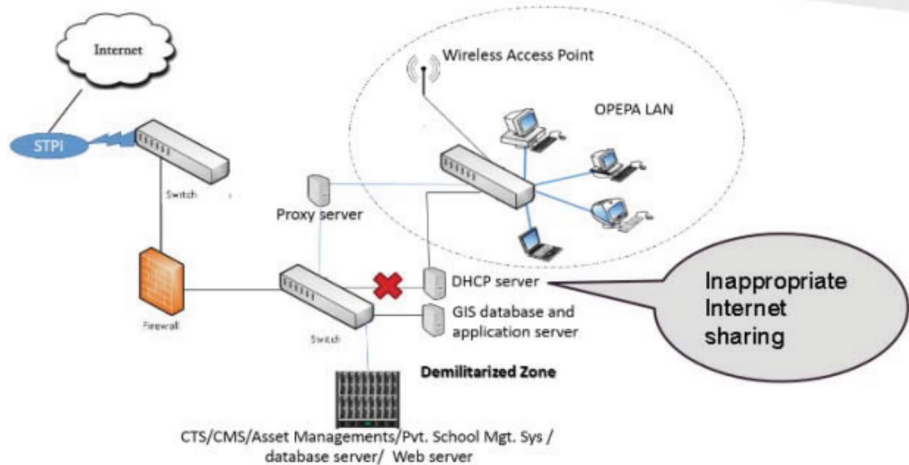 Internet
STPI
Switch
Wireless Access Point
OPEPA LAN
Proxy server
DHCP server
GIS database and
application server
Firewall
Switch
Demilitarized Zone
CTS/CMS/Asset Managements/Pvt. School Mgt. Sys /
database server/ Web server
Inappropriate
Internet
sharing